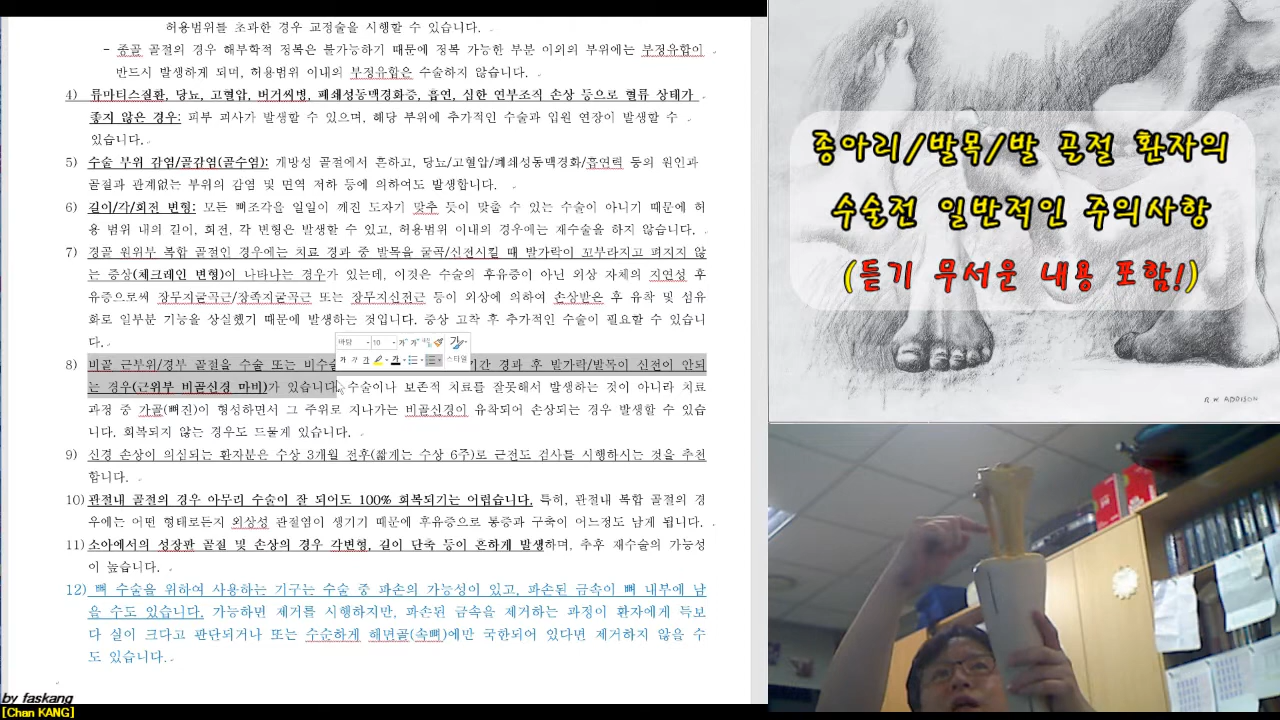 허용범위를 초과한 경우 교정술을 시행할 수 있습니다.
- 종골 골절의 경우 해부학적 정복은 불가능하기 때문에 정복 가능한 부분 이외의 부위에는 부정유합이
반드시 발생하게 되며, 허용범위 이내의 부정유합은 수술하지 않습니다.
4) 류마티스질환, 당뇨, 고혈압, 버거씨병, 폐쇄성동맥경화증, 흡연, 심한 연부조직 손상 등으로 혈류 상태가
좋지 않은 경우: 피부 괴사가 발생할 수 있으며, 해당 부위에 추가적인 수술과 입원 연장이 발생할 수
있습니다.
5) 수술 부위 감염/골감염(골수염): 개방성 골절에서 흔하고, 당뇨/고혈압/폐쇄성동맥경화/흡연력 등의 원인과
골절과 관계없는 부위의 감염 및 면역 저하 등에 의하여도 발생합니다.
6) 길이/각/회전 변형: 모든 뼈조각을 일일이 깨진 도자기 맞추 듯이 맞출 수 있는 수술이 아니기 때문에 허
용 범위 내의 길이, 회전, 각 변형은 발생할 수 있고, 허용범위 이내의 경우에는 재수술을 하지 않습니다.
7) 경골 원위부 복합 골절인 경우에는 치료 경과 중 발목을 굴곡/신전시킬 때 발가락이 꼬부라지고 펴지지 않
는 증상(체크레인 변형)이 나타나는 경우가 있는데, 이것은 수술의 후유증이 아닌 외상 자체의 지연성 후
유증으로써 장무지굴곡근/장족지굴곡근 또는 장무지신전근 등이 외상에 의하여 손상받은 후 유착 및 섬유
화로 일부분 기능을 상실했기 때문에 발생하는 것입니다. 증상 고착 후 추가적인 수술이 필요할 수 있습니
다.
바탕 10 가 가
가 가 가 가 스타일
8) 비골 근부위/경부 골절을 수술 또는 비수술 기간 경과 후 발가락/발목이 신전이 안되
는 경우(근위부 비골신경 마비)가 있습니다. 수술이나 보존적 치료를 잘못해서 발생하는 것이 아니라 치료
과정 중 가골(뼈진)이 형성하면서 그 주위로 지나가는 비골신경이 유착되어 손상되는 경우 발생할 수 있습
니다. 회복되지 않는 경우도 드물게 있습니다.
9) 신경 손상이 의심되는 환자분은 수상 3개월 전후(짧게는 수상 6주)로 근전도 검사를 시행하시는 것을 추천
합니다.
10) 관절내 골절의 경우 아무리 수술이 잘 되어도 100% 회복되기는 어렵습니다. 특히, 관절내 복합 골절의 경
우에는 어떤 형태로든지 외상성 관절염이 생기기 때문에 후유증으로 통증과 구축이 어느정도 남게 됩니다.
11) 소아에서의 성장판 골절 및 손상의 경우 각변형, 길이 단축 등이 흔하게 발생하며, 추후 재수술의 가능성
이 높습니다.
12) 뼈 수술을 위하여 사용하는 기구는 수술 중 파손의 가능성이 있고, 파손된 금속이 뼈 내부에 남
을 수도 있습니다. 가능하면 제거를 시행하지만, 파손된 금속을 제거하는 과정이 환자에게 득보
다 실이 크다고 판단되거나 또는 수순하게 해면골(속뼈)에만 국한되어 있다면 제거하지 않을 수
도 있습니다.
by faskang
[Chan KANG]
종아리/발목/발 골절 환자의
수술전 일반적인 주의사항
(듣기 무서운 내용 포함!)
R W ADDISON